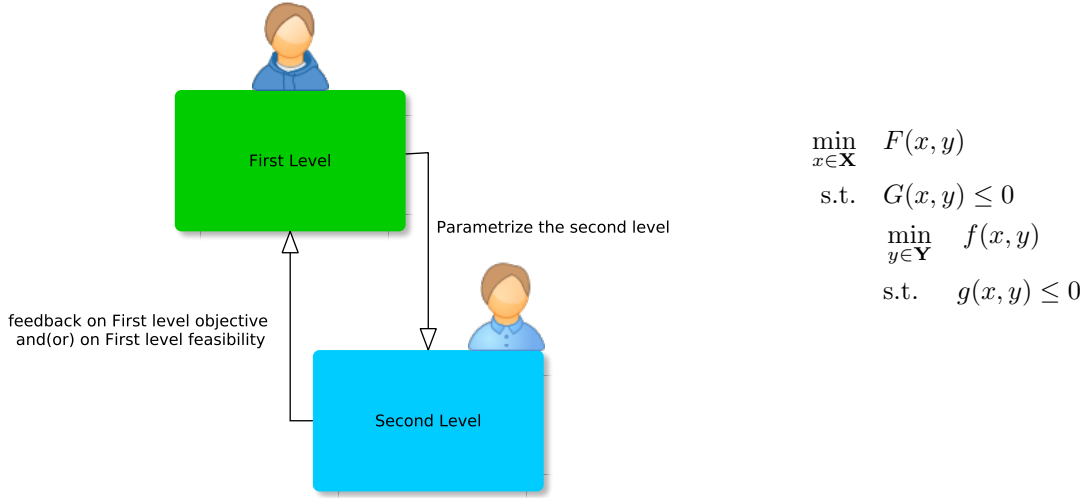 First Level
Parametrize the second level
feedback on First level objective
and(or) on First level feasibility
Second Level
min F(x, y)
x∈X
s.t. G(x, y) ≤ 0
min f(x, y)
y∈Y
s.t. g(x, y) ≤ 0